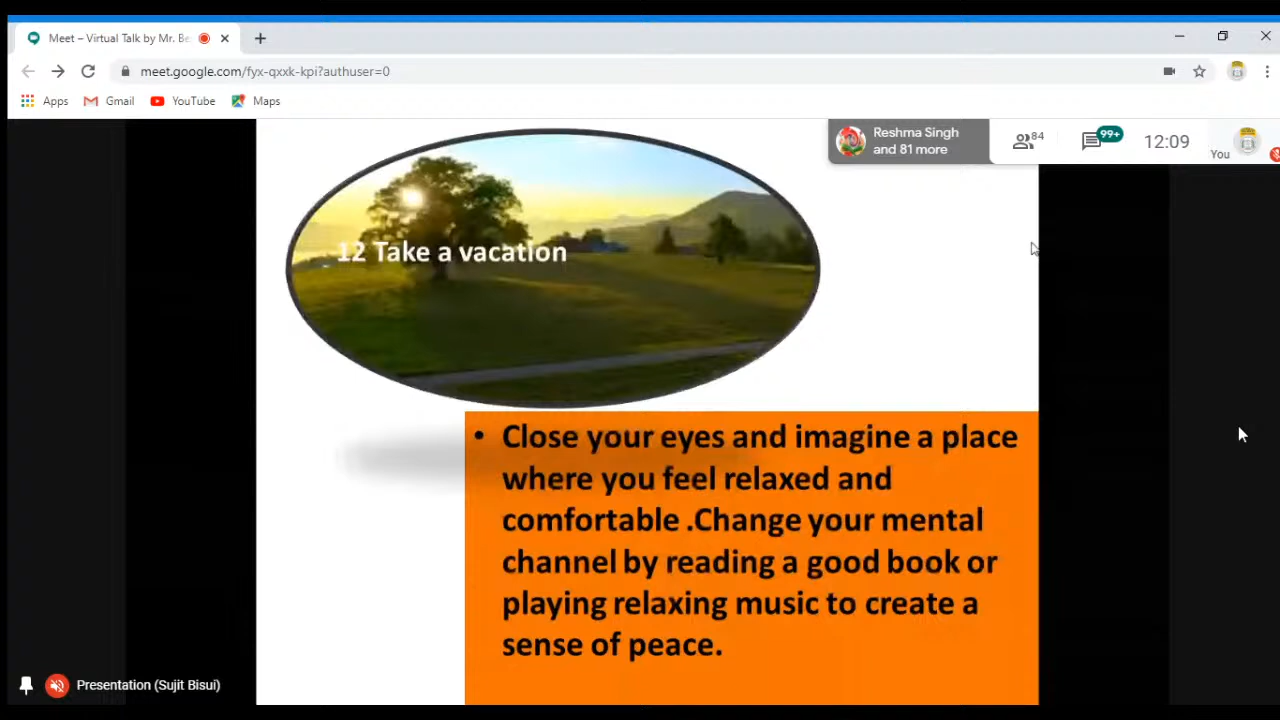 Meet – Virtual Talk by Mr. Be
meet.google.com/fyx-qxxk-kpi?authuser=0
Apps Gmail YouTube Maps
Reshma Singh
and 81 more
84
99+
12:09
You
12 Take a vacation
• Close your eyes and imagine a place
where you feel relaxed and
comfortable .Change your mental
channel by reading a good book or
playing relaxing music to create a
sense of peace.
Presentation (Sujit Bisui)